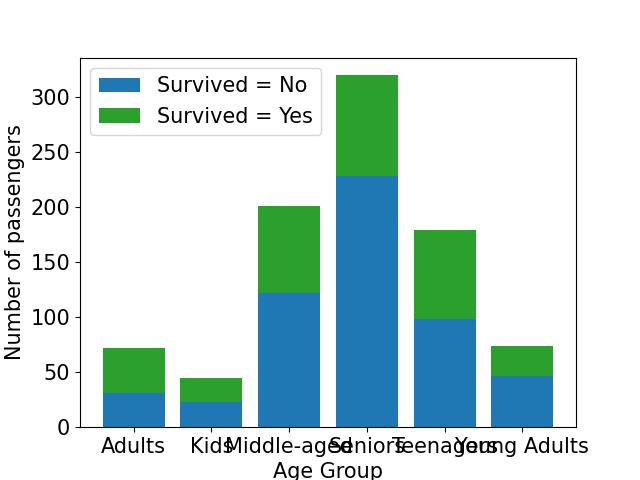 Survived = No
Survived = Yes
Number of passengers
300
250
200
150
100
50
0
Adults Kids Middle-aged Seniors Teenagers Young Adults
Age Group